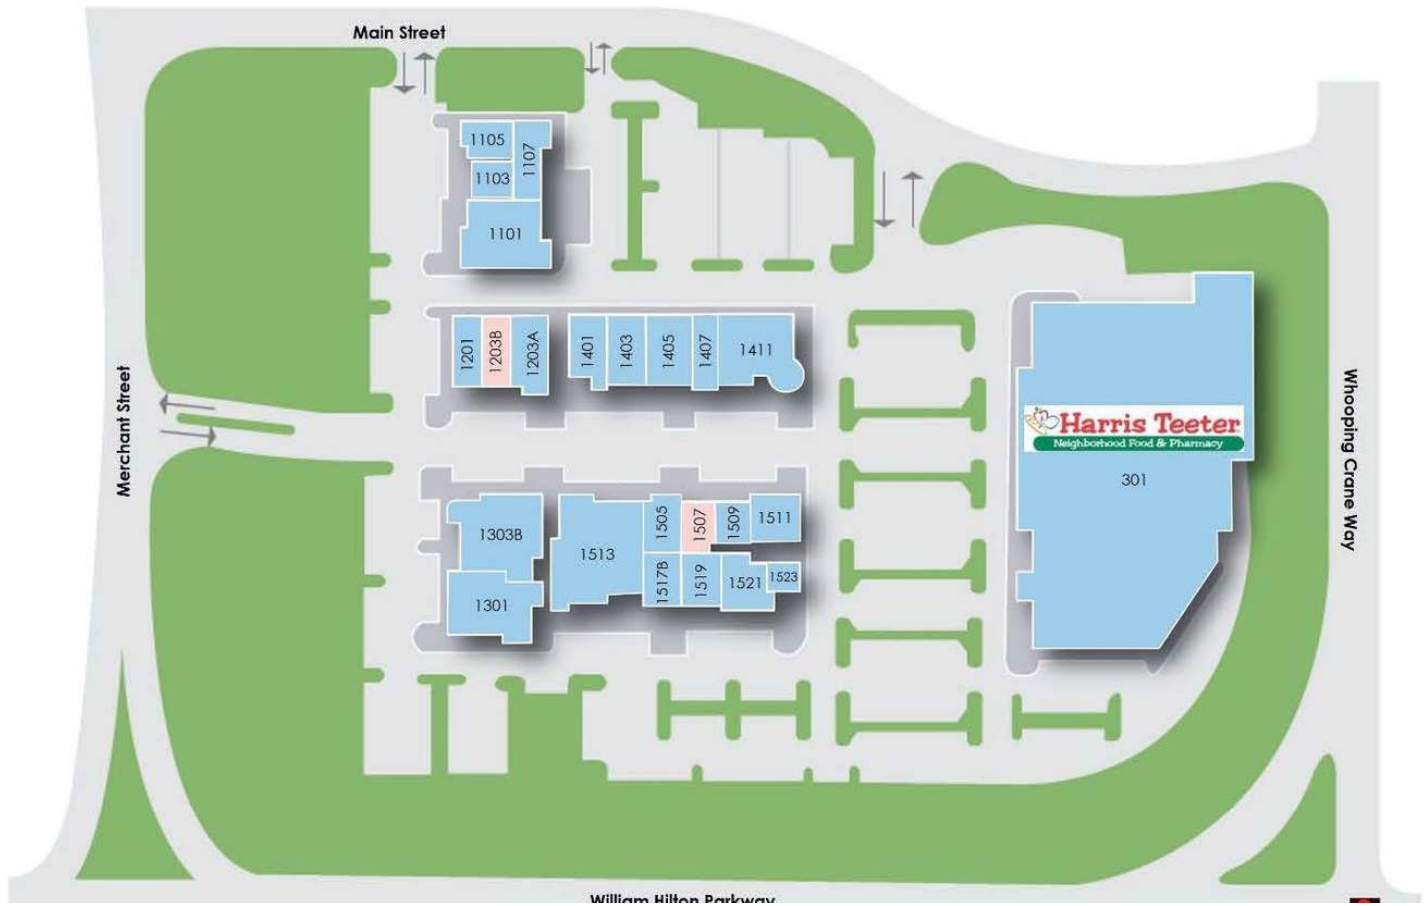 Main Street
1105
1107
1103
1101
1201
1203B
1203A
1401
1403
1405
1407
1411
Merchant Street
Whooping Crane Way
Harris Teeter
Neighborhood Food & Pharmacy
301
1303B
1301
1513
1505
1507
1509
1511
1517B
1519
1521
1523
William Hilton Parkway